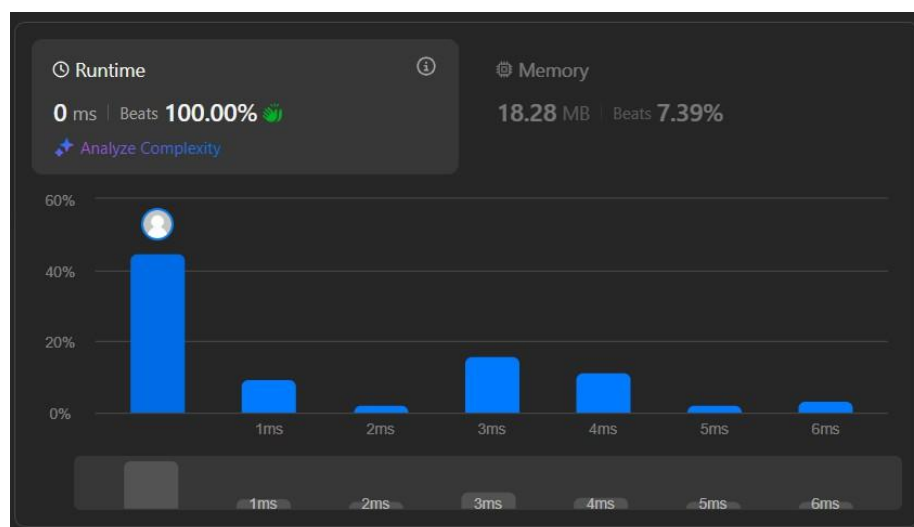 Runtime
0 ms | Beats 100.00%
Analyze Complexity
Memory
18.28 MB | Beats 7.39%
60%
40%
20%
0%
1ms 2ms 3ms 4ms 5ms 6ms
1ms 2ms 3ms 4ms 5ms 6ms